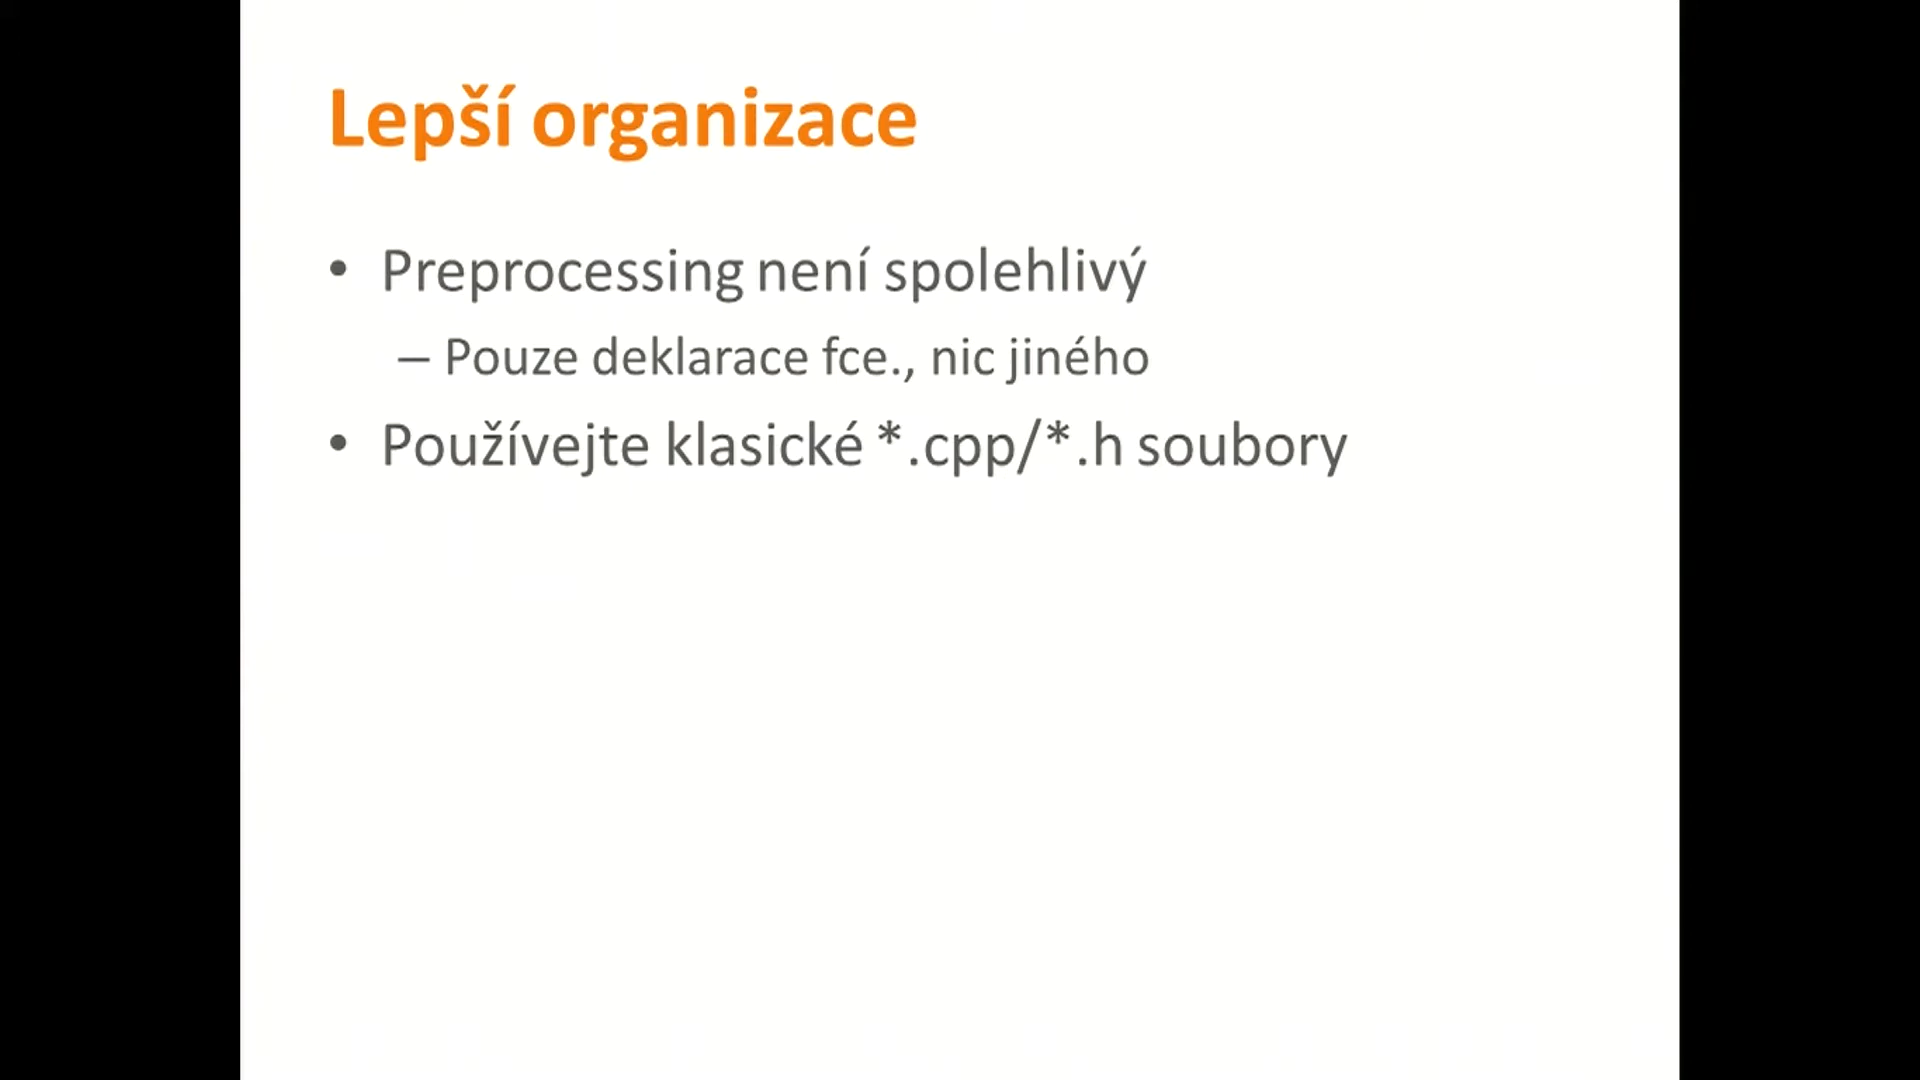 Lepší organizace
• Preprocessing není spolehlivý
– Pouze deklarace fce., nic jiného
• Používejte klasické *.cpp/*.h soubory